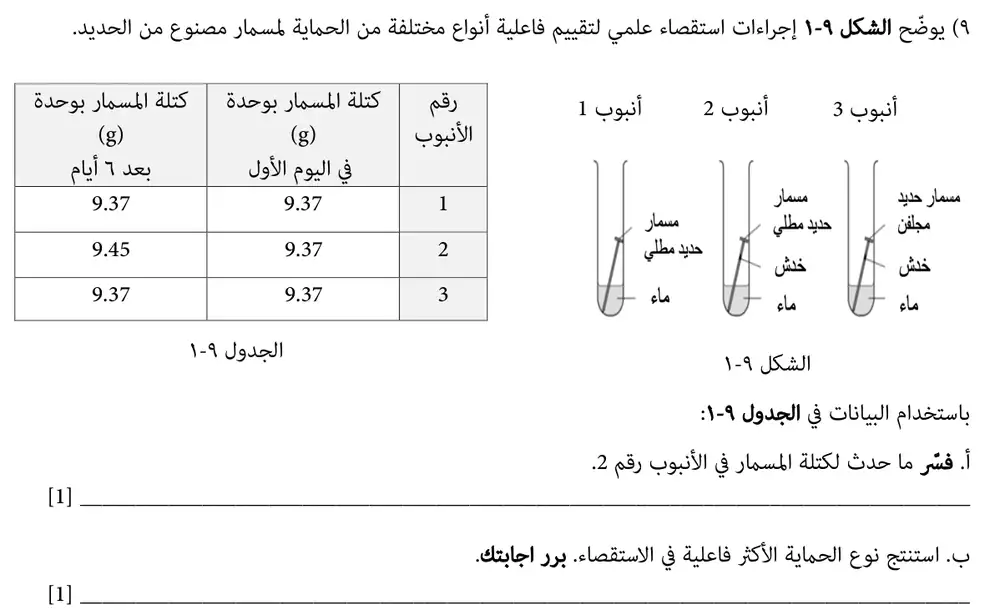 ٩) يوضّح الشكل ٩-١ إجراءات استقصاء علمي لتقييم فاعلية أنواع مختلفة من الحماية لمسمار مصنوع من الحديد.
أنبوب 3 أنبوب 2 أنبوب 1
مسمار حديد
مجلفن
خدش
ماء
مسمار
حديد مطلي
خدش
ماء
مسمار
حديد مطلي
ماء
الشكل ٩-١
رقم الأنبوب | كتلة المسمار بوحدة (g) في اليوم الأول | كتلة المسمار بوحدة (g) بعد ٦ أيام
1 | 9.37 | 9.37
2 | 9.37 | 9.45
3 | 9.37 | 9.37
الجدول ٩-١
باستخدام البيانات في الجدول ٩-١:
أ. فسّر ما حدث لكتلة المسمار في الأنبوب رقم 2.
[1]
ب. استنتج نوع الحماية الأكثر فاعلية في الاستقصاء. برر اجابتك.
[1]